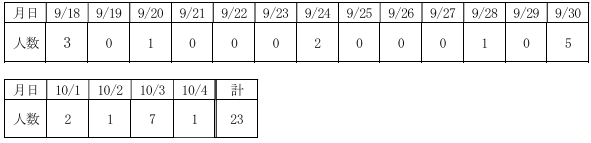 月日 9/18 9/19 9/20 9/21 9/22 9/23 9/24 9/25 9/26 9/27 9/28 9/29 9/30
人数 3 0 1 0 0 0 2 0 0 0 1 0 5
月日 10/1 10/2 10/3 10/4 計
人数 2 1 7 1 23